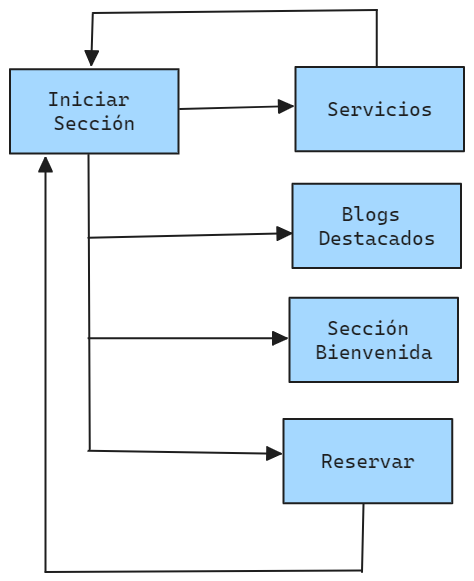 Iniciar
Sección
Servicios
Blogs
Destacados
Sección
Bienvenida
Reservar